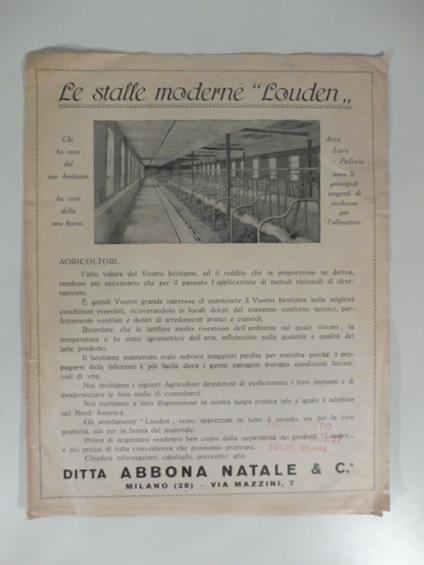 Le stalle moderne "Louden„
Chi
ha cura
del
suo bestiame
ha cura
della
sua borsa.
Aria
Luce
Pulizia
sono le
principali
sorgenti di
ricchezza
per
l'allevatore.
AGRICOLTORI,
l'alto valore del Vostro bestiame, ed il reddito che in proporzione ne deriva,
rendono più necessario che per il passato l'applicazione di metodi razionali di sfrut-
tamento.
È quindi Vostro grande interesse di mantenere il Vostro bestiame nelle migliori
condizioni possibili, ricoverandolo in locali dotati del massimo conforto, igienici, per-
fettamente ventilati e dotati di arredamenti pratici e comodi.
Ricordate, che le lattifere molto risentono dell'ambiente nel quale vivono; la
temperatura e lo stato igrometrico dell'aria, influiscono sulla quantità e qualità del
latte prodotto.
Il bestiame mantenuto male subisce maggiori perdite per malattia perchè il pro-
pagarsi delle infezioni è più facile dove i germi patogeni trovano condizioni favore-
voli di vita.
Noi invitiamo i signori Agricoltori desiderosi di perfezionare i loro impianti e di
modernizzare le loro stalle di consultarci.
Noi mettiamo a loro disposizione la nostra lunga pratica tale e quale è adottata
nel Nord-America.
Gli arredamenti "Louden„ sono apprezzati in tutto il mondo, sia per la loro
praticità, sia per la bontà del materiale.
Prima di acquistare rendetevi ben conto della superiorità dei prodotti "Louden„
e dei prezzi di tutta convenienza che possiamo praticare.
Chiedete informazioni, cataloghi, preventivi alla
DITTA ABBONA NATALE & C.°
MILANO (28) - VIA MAZZINI, 7